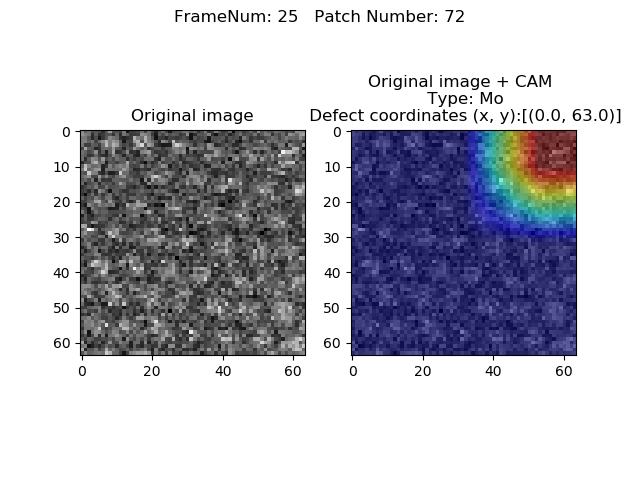 FrameNum: 25   Patch Number: 72
Original image
Original image + CAM
Type: Mo
Defect coordinates (x, y):[(0.0, 63.0)]
0
10
20
30
40
50
60
0 20 40 60
0
10
20
30
40
50
60
0 20 40 60